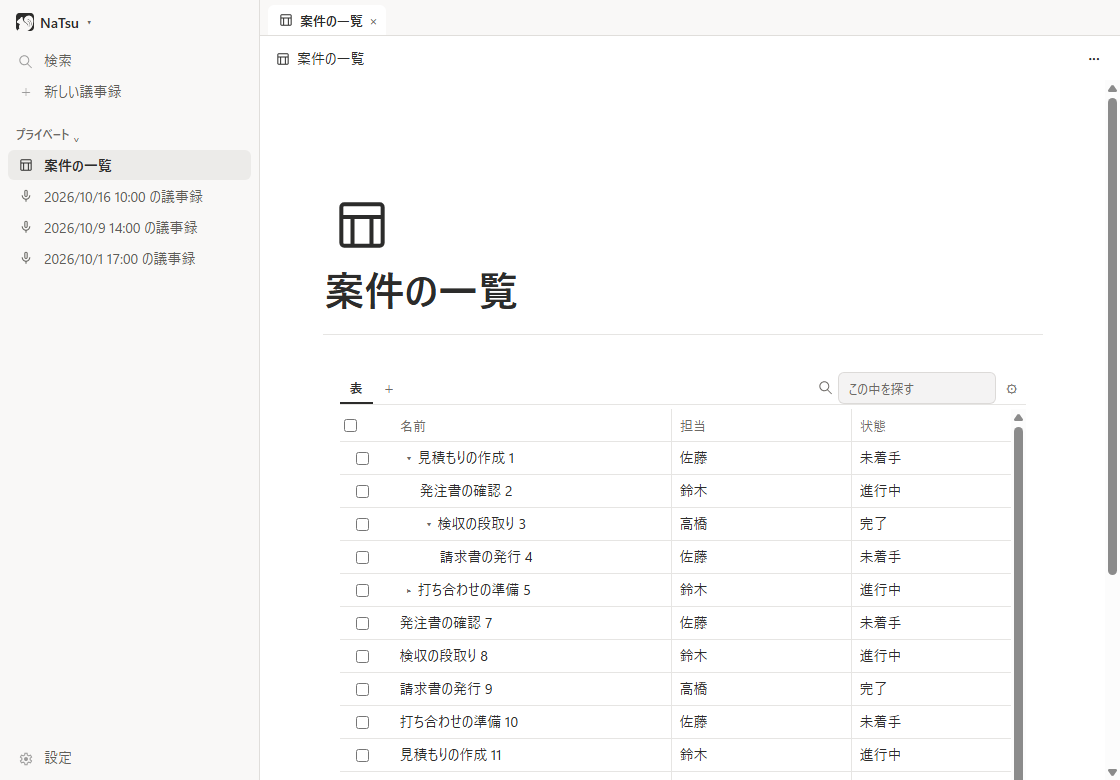 NaTsu
検索
新しい議事録
プライベート
案件の一覧
2026/10/16 10:00 の議事録
2026/10/9 14:00 の議事録
2026/10/1 17:00 の議事録
設定
案件の一覧 ×
案件の一覧 ...
案件の一覧
表 + この中を探す
名前 担当 状態
見積もりの作成 1 佐藤 未着手
発注書の確認 2 鈴木 進行中
検収の段取り 3 高橋 完了
請求書の発行 4 佐藤 未着手
打ち合わせの準備 5 鈴木 進行中
発注書の確認 7 佐藤 未着手
検収の段取り 8 鈴木 進行中
請求書の発行 9 高橋 完了
打ち合わせの準備 10 佐藤 未着手
見積もりの作成 11 鈴木 進行中